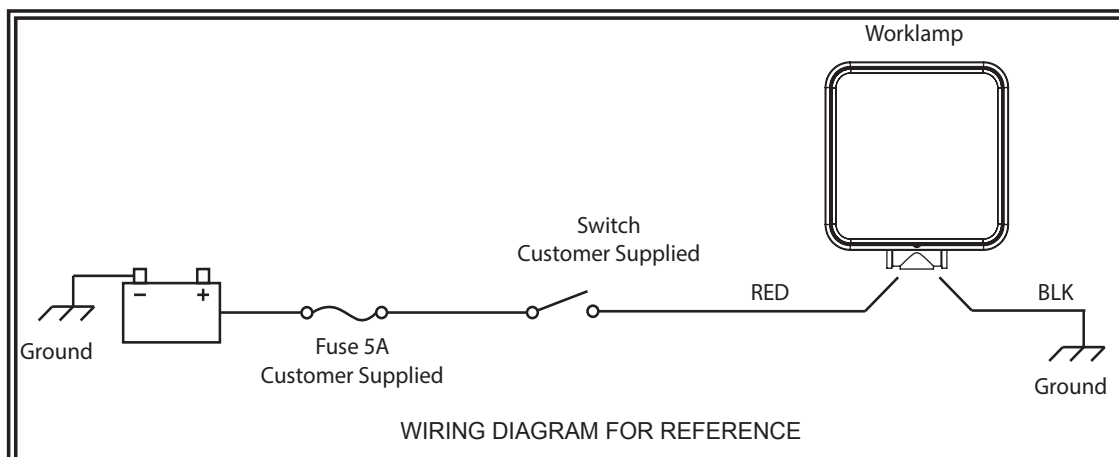 Worklamp
Switch
Customer Supplied
RED
BLK
− +
Ground
Fuse 5A
Customer Supplied
Ground
WIRING DIAGRAM FOR REFERENCE